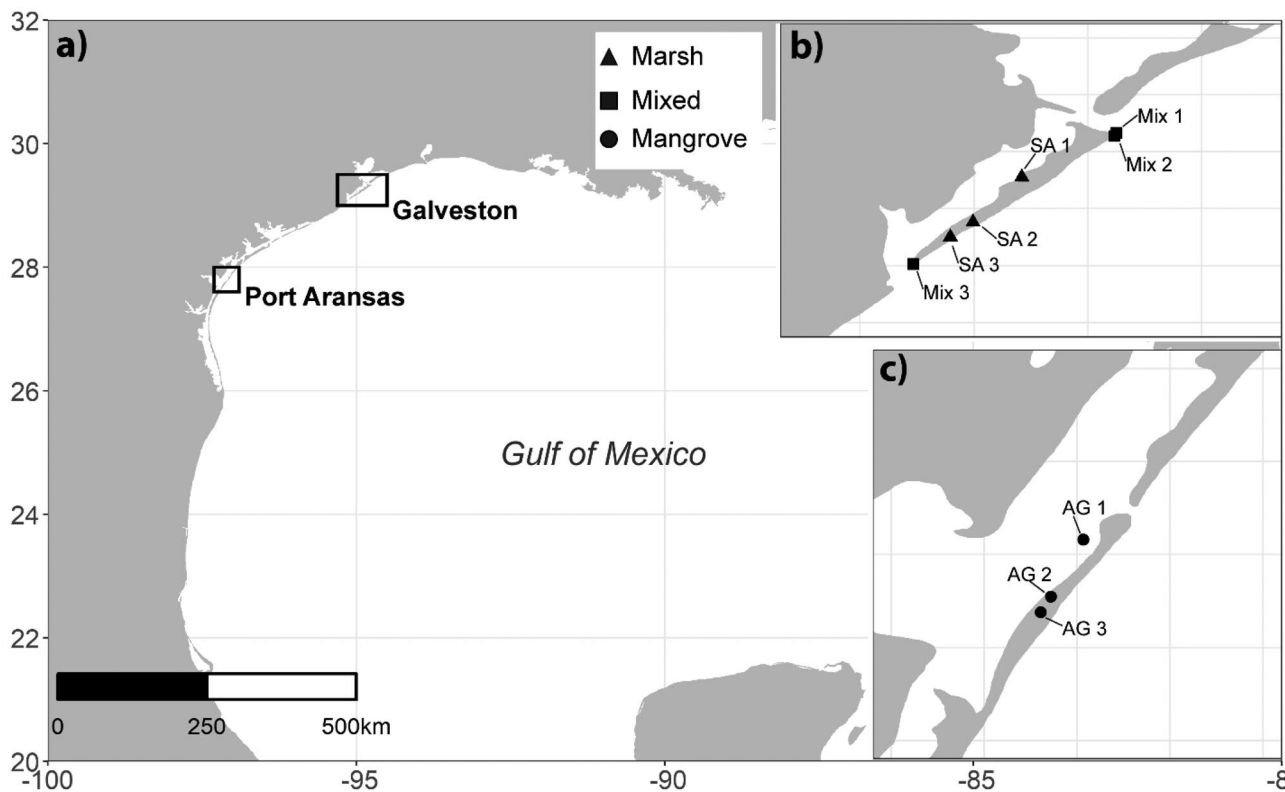 32
30
28
26
24
22
20
-100
-95
-90
-85
-8
a)
Marsh
Mixed
Mangrove
Galveston
Port Aransas
Gulf of Mexico
0
250
500km
b)
Mix 1
SA 1
Mix 2
SA 2
SA 3
Mix 3
c)
AG 1
AG 2
AG 3